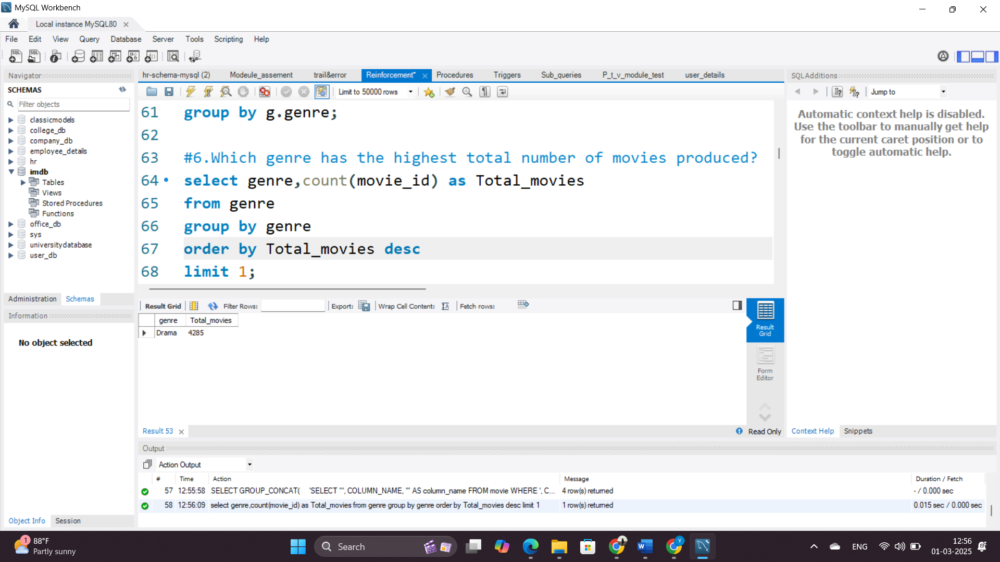 MySQL Workbench
Local instance MySQL80
File Edit View Query Database Server Tools Scripting Help
Navigator
SCHEMAS
Filter objects
classicmodels
college_db
company_db
employee_details
hr
imdb
Tables
Views
Stored Procedures
Functions
office_db
sys
universitydatabase
user_db
Administration Schemas
Information
No object selected
Object Info Session
hr-schema-mysql (2) Modeule_assement trail&error Reinforcement* Procedures Triggers Sub_queries P_t_v_module_test user_details
Limit to 50000 rows
61 group by g.genre;
62
63 #6.Which genre has the highest total number of movies produced?
64 select genre,count(movie_id) as Total_movies
65 from genre
66 group by genre
67 order by Total_movies desc
68 limit 1;
Result Grid Filter Rows: Export: Wrap Cell Content: Fetch rows:
genre Total_movies
Drama 4285
Result Grid
Form Editor
Result 53
Read Only
SQLAdditions
Jump to
Automatic context help is disabled.
Use the toolbar to manually get help
for the current caret position or to
toggle automatic help.
Context Help Snippets
Output
Action Output
# Time Action Message Duration / Fetch
57 12:55:58 SELECT GROUP_CONCAT( 'SELECT "', COLUMN_NAME, '" AS column_name FROM movie WHERE ', C... 4 row(s) returned - / 0.000 sec
58 12:56:09 select genre,count(movie_id) as Total_movies from genre group by genre order by Total_movies desc limit 1 1 row(s) returned 0.015 sec / 0.000 sec
1
88°F
Partly sunny
Search
ENG
12:56
01-03-2025